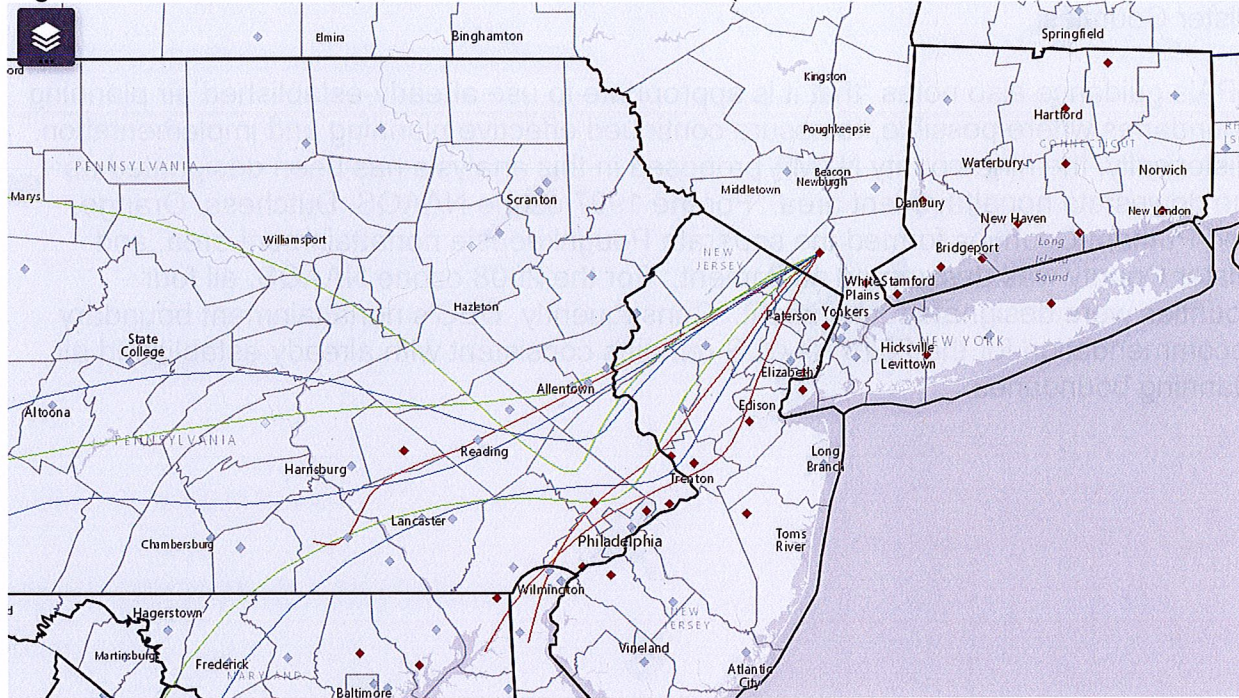 Elmira
Binghamton
Springfield
ord
Kingston
Hartford
CONNECTICUT
Poughkeepsie
PENNSYLVANIA
Waterbury
Norwich
Beacon
Newburgh
Middletown
Marys
Scranton
Danbury
New London
New Haven
Williamsport
Bridgeport
Long
Island
Sound
NEW
JERSEY
White
Plains
Stamford
Hazleton
Paterson
Yonkers
State
College
Hicksville
Levittown
NEW YORK
Elizabeth
Allentown
Altoona
Edison
PENNSYLVANIA
Reading
Long
Branch
Harrisburg
Trenton
Lancaster
Chambersburg
Philadelphia
Toms
River
Wilmington
Hagerstown
NEW
JERSEY
Martinsburg
Vineland
Frederick
MARYLAND
Atlantic
City
Baltimore